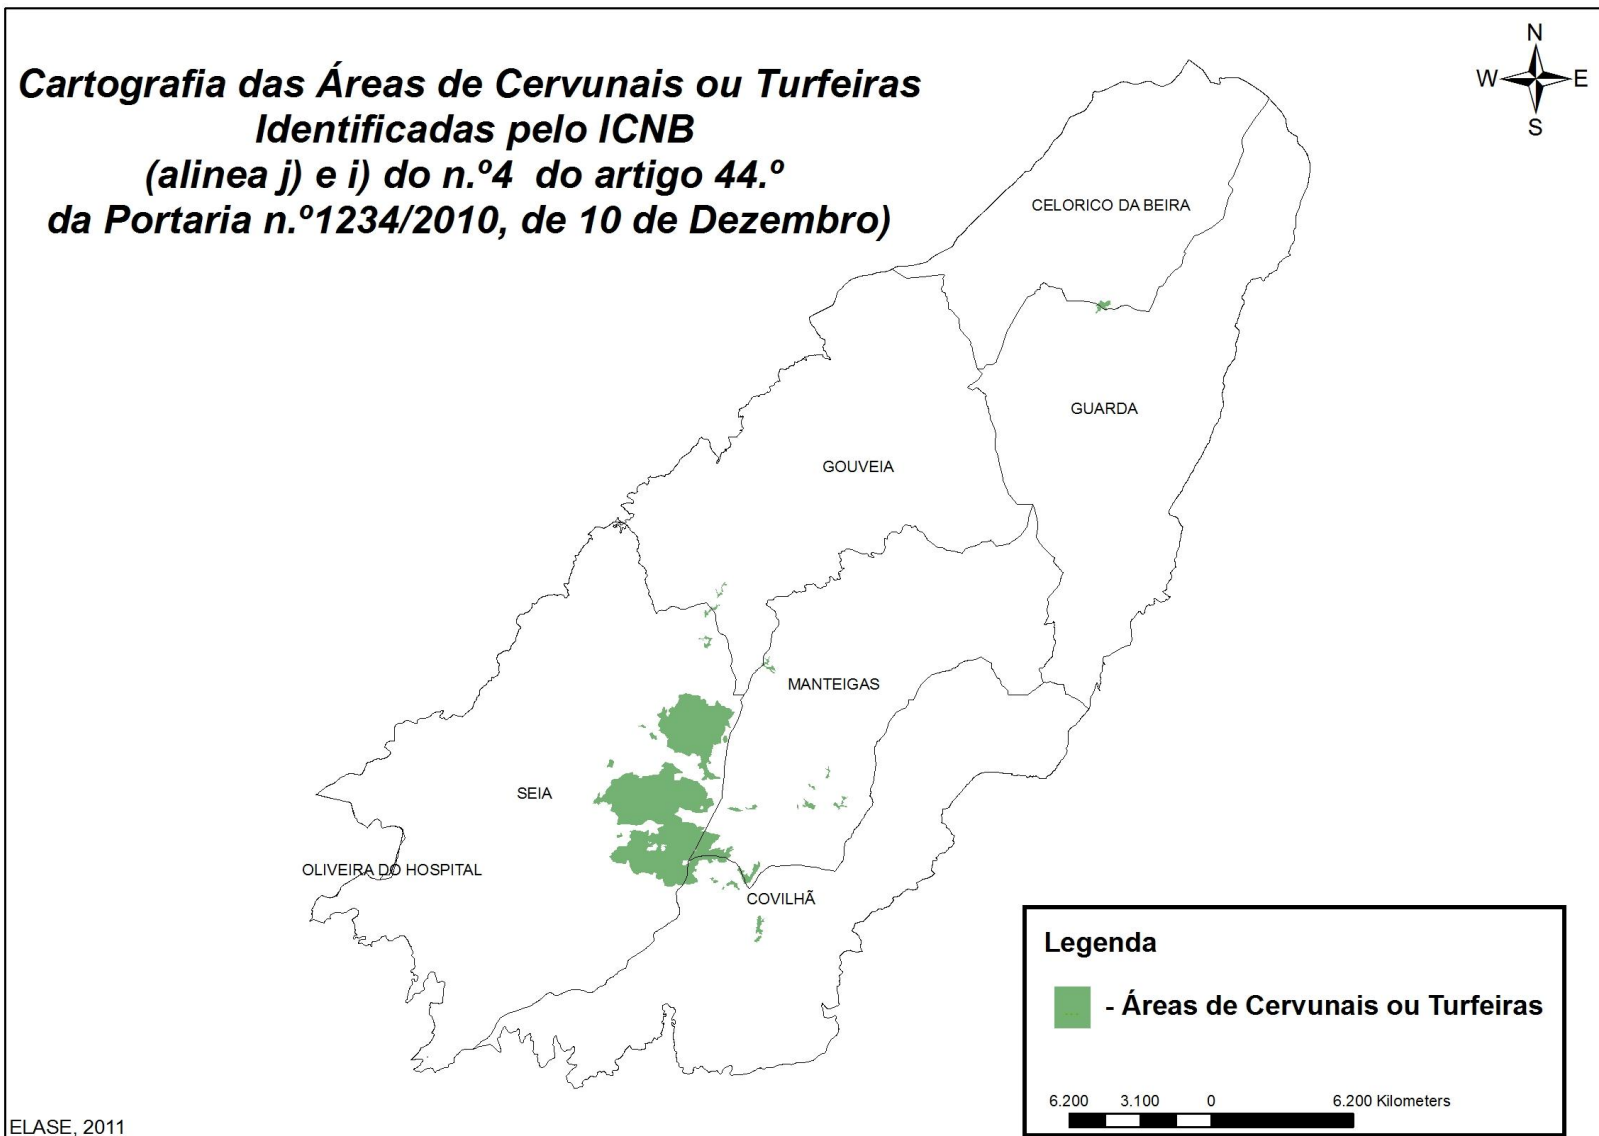 Cartografia das Áreas de Cervunais ou Turfeiras
Identificadas pelo ICNB
(alinea j) e i) do n.º4 do artigo 44.º
da Portaria n.º1234/2010, de 10 de Dezembro)
N
W E
S
CELORICO DA BEIRA
GUARDA
GOUVEIA
MANTEIGAS
SEIA
OLIVEIRA DO HOSPITAL
COVILHÃ
Legenda
- Áreas de Cervunais ou Turfeiras
6.200 3.100 0 6.200 Kilometers
ELASE, 2011